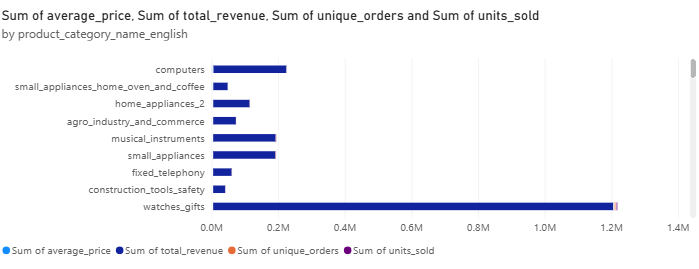 Sum of average_price, Sum of total_revenue, Sum of unique_orders and Sum of units_sold
by product_category_name_english
computers
small_appliances_home_oven_and_coffee
home_appliances_2
agro_industry_and_commerce
musical_instruments
small_appliances
fixed_telephony
construction_tools_safety
watches_gifts
0.0M 0.2M 0.4M 0.6M 0.8M 1.0M 1.2M 1.4M
Sum of average_price Sum of total_revenue Sum of unique_orders Sum of units_sold